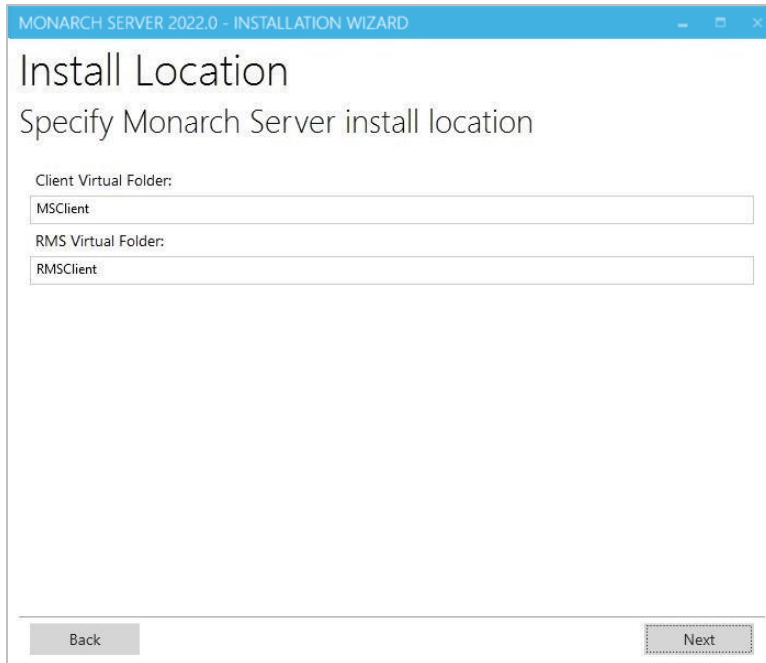 MONARCH SERVER 2022.0 - INSTALLATION WIZARD
Install Location
Specify Monarch Server install location
Client Virtual Folder:
MSClient
RMS Virtual Folder:
RMSClient
Back
Next